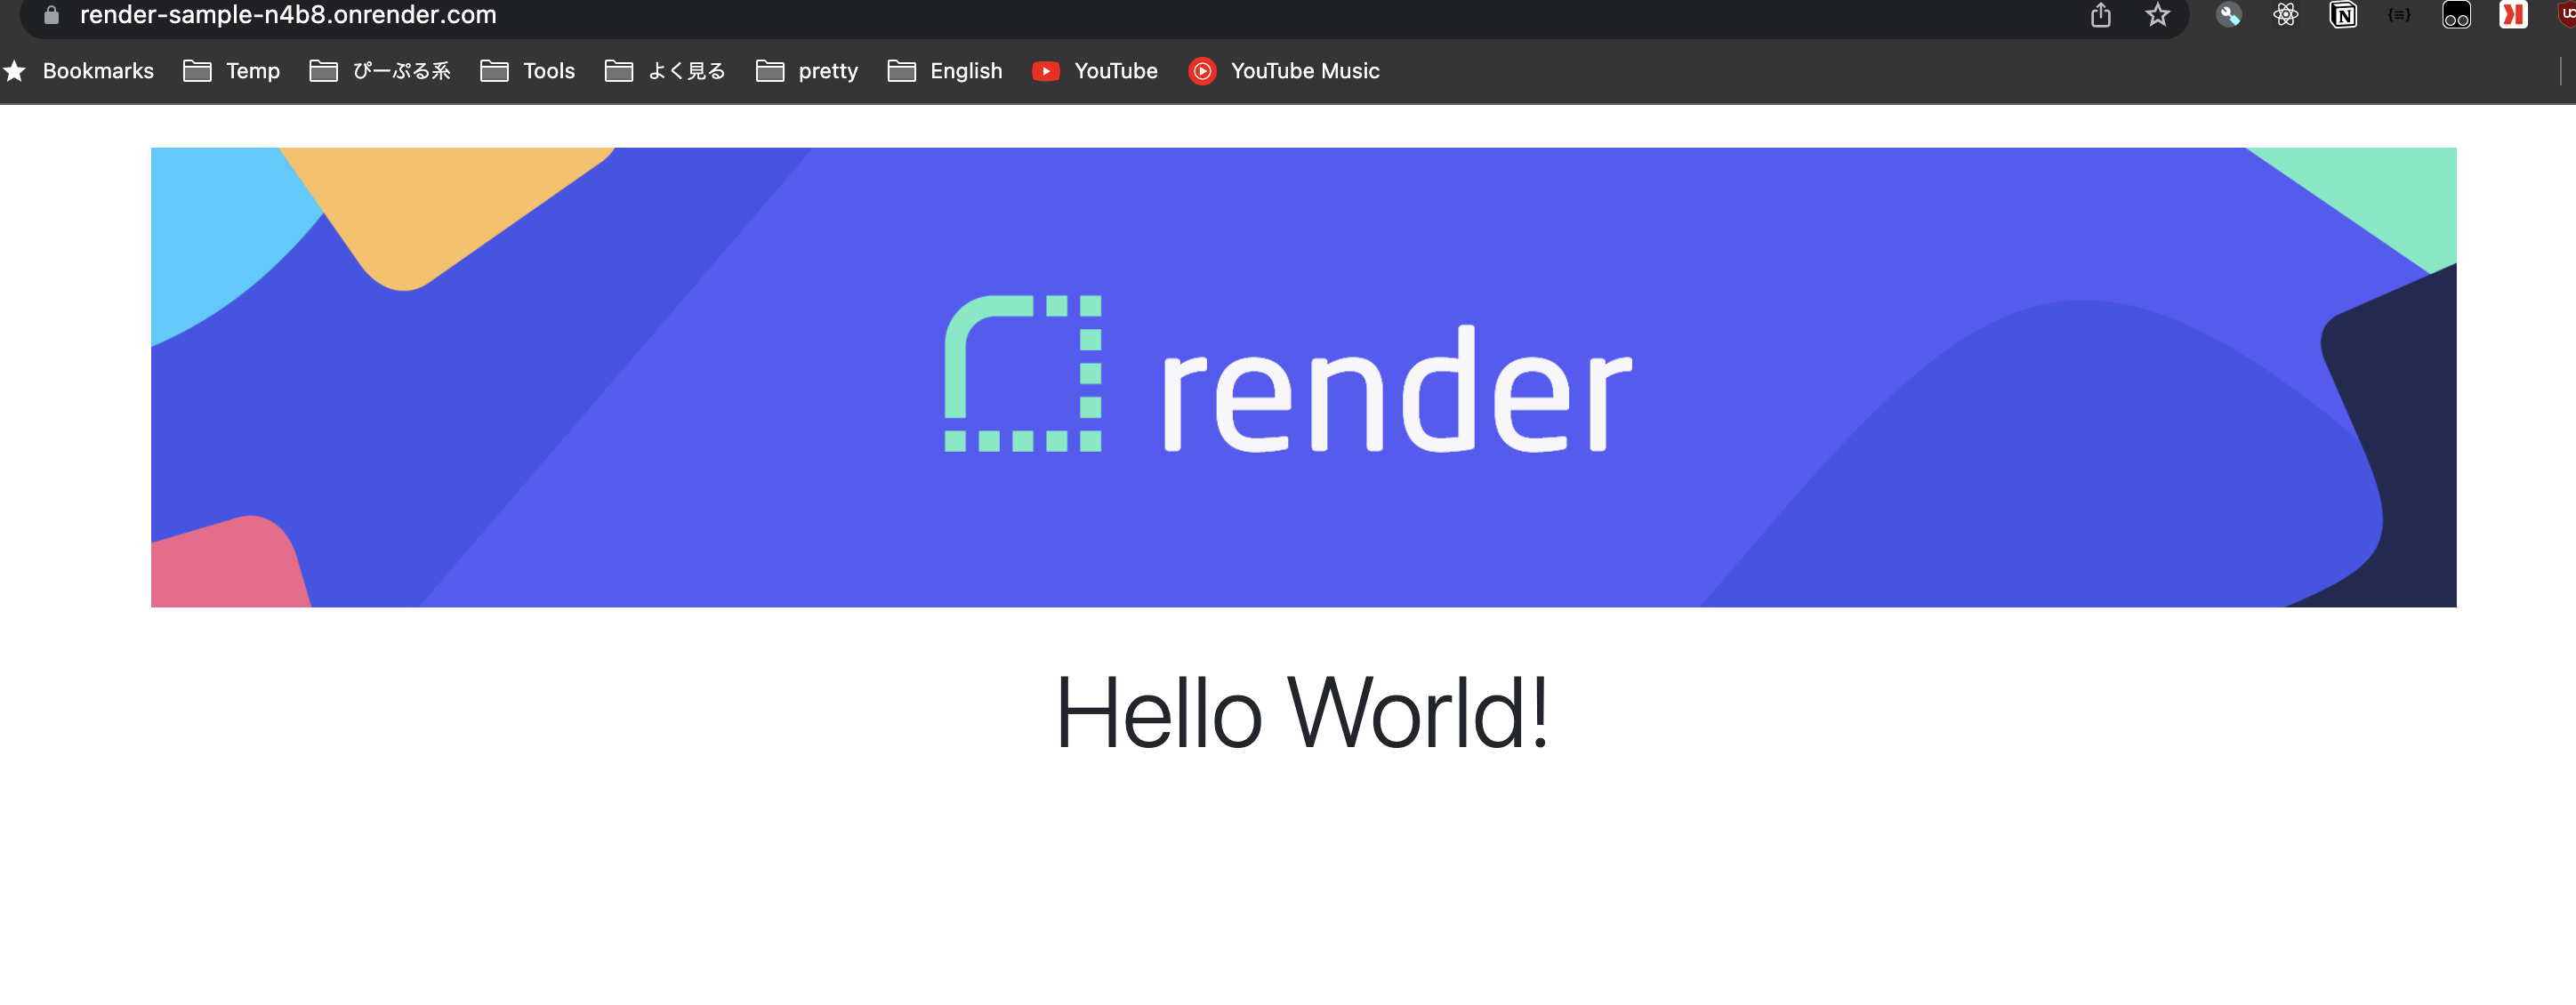 render-sample-n4b8.onrender.com
Bookmarks Temp ぴーぷる系 Tools よく見る pretty English YouTube YouTube Music
render
Hello World!